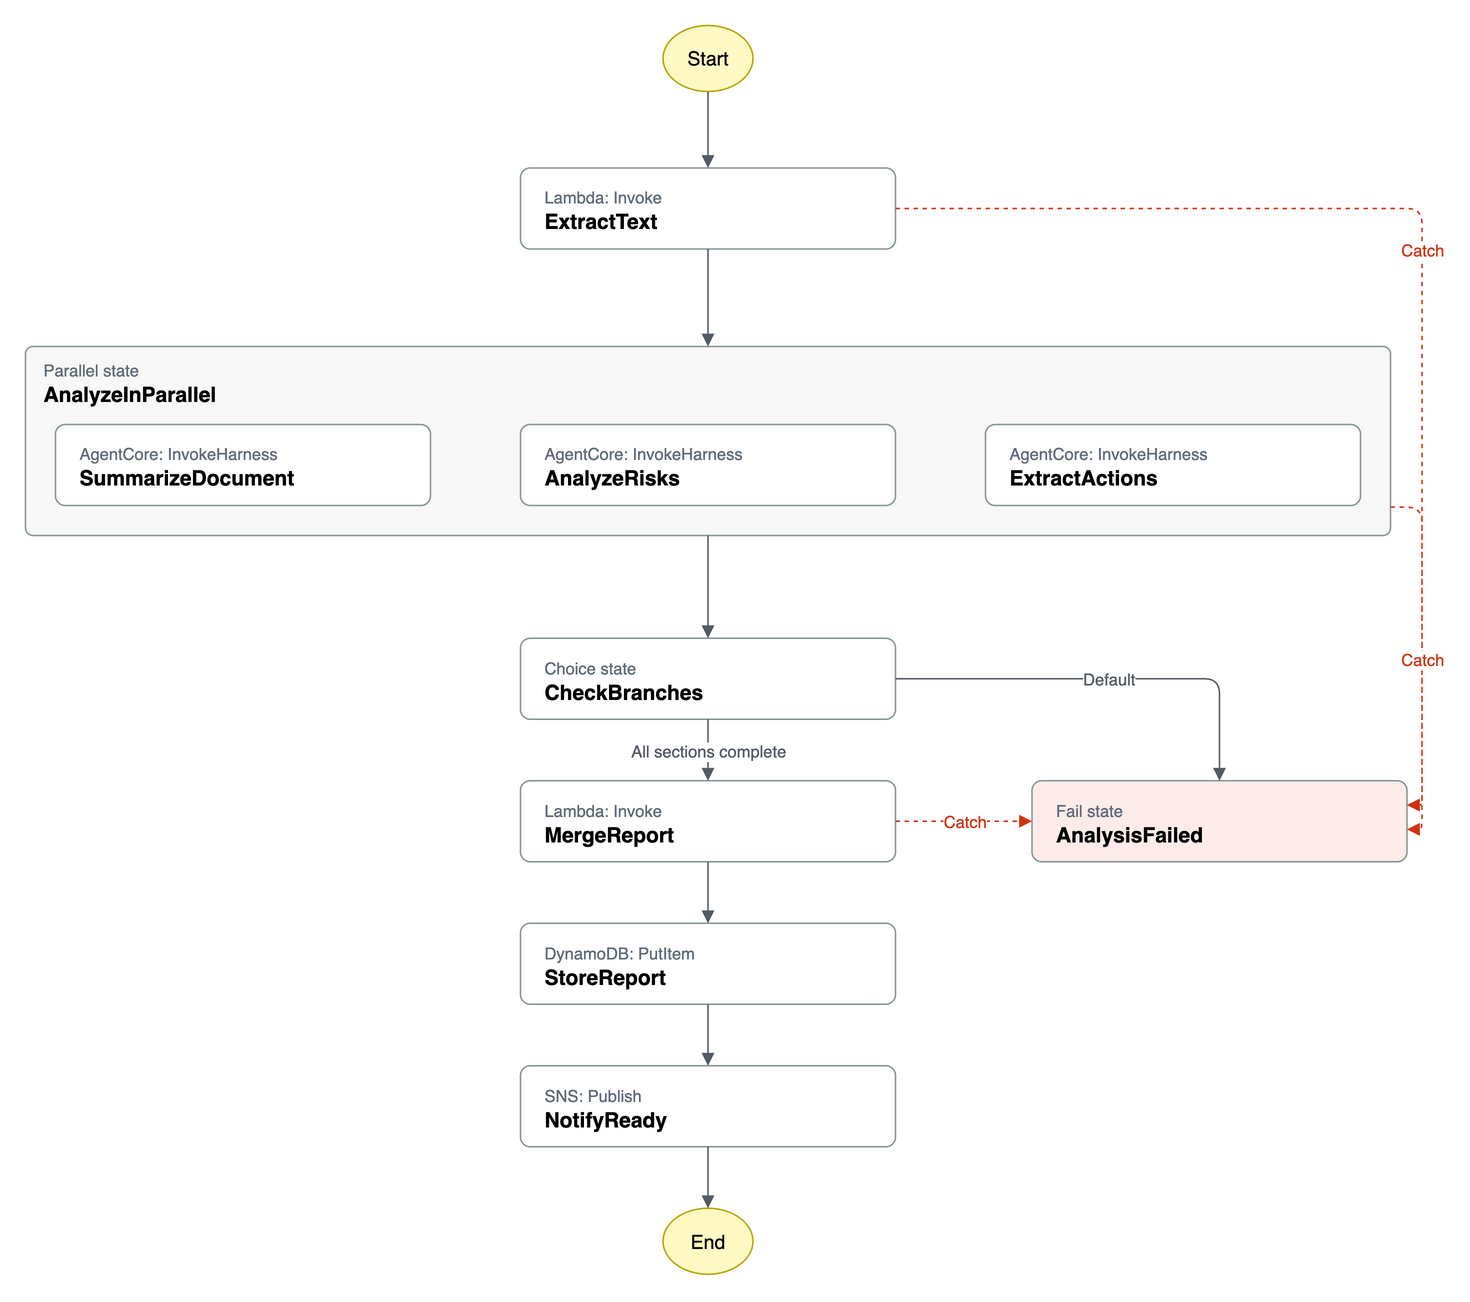 Start
Lambda: Invoke
ExtractText
Catch
Parallel state
AnalyzeInParallel
AgentCore: InvokeHarness
SummarizeDocument
AgentCore: InvokeHarness
AnalyzeRisks
AgentCore: InvokeHarness
ExtractActions
Catch
Choice state
CheckBranches
Default
All sections complete
Lambda: Invoke
MergeReport
Catch
Fail state
AnalysisFailed
DynamoDB: PutItem
StoreReport
SNS: Publish
NotifyReady
End